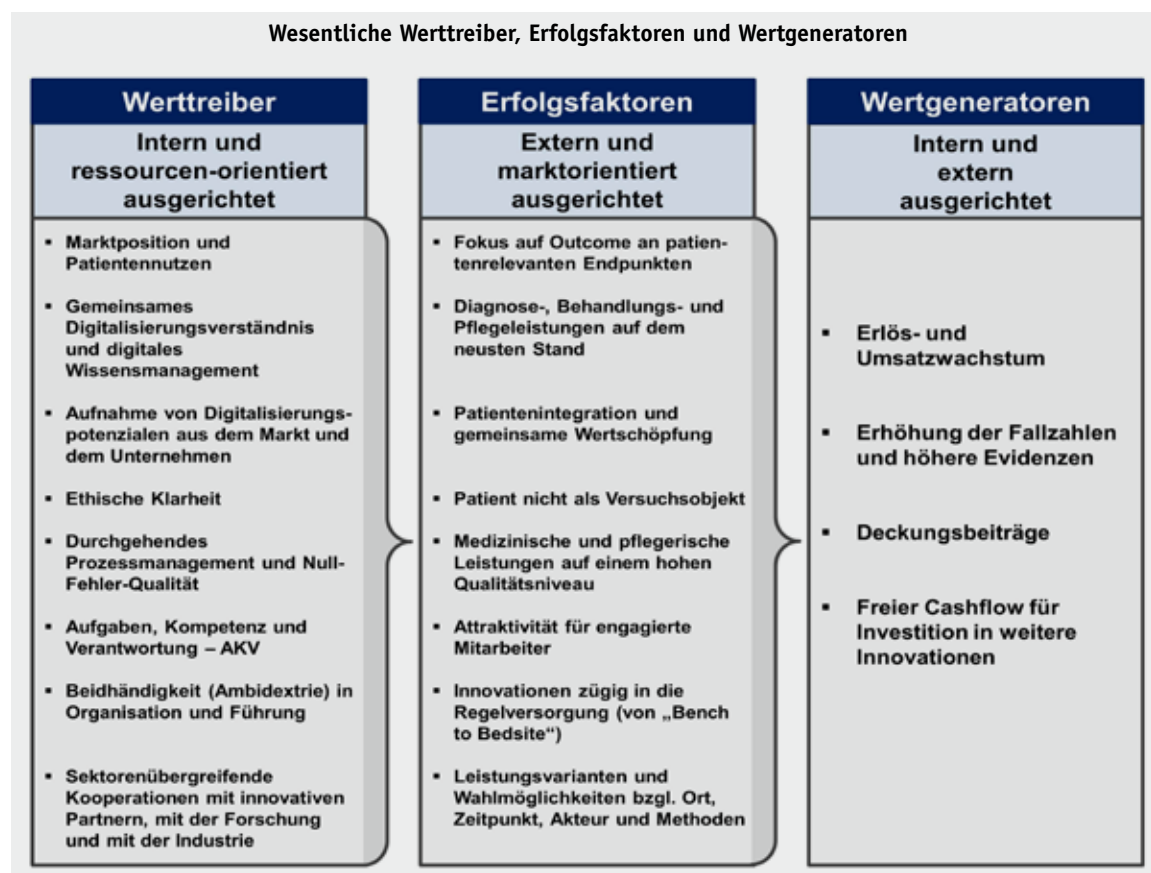 Wesentliche Werttreiber, Erfolgsfaktoren und Wertgeneratoren
Werttreiber
Intern und
ressourcen-orientiert
ausgerichtet
▪ Marktposition und
Patientennutzen
▪ Gemeinsames
Digitalisierungsverständnis
und digitales
Wissensmanagement
▪ Aufnahme von Digitalisierungs-
potenzialen aus dem Markt und
dem Unternehmen
▪ Ethische Klarheit
▪ Durchgehendes
Prozessmanagement und Null-
Fehler-Qualität
▪ Aufgaben, Kompetenz und
Verantwortung – AKV
▪ Beidhändigkeit (Ambidextrie) in
Organisation und Führung
▪ Sektorenübergreifende
Kooperationen mit innovativen
Partnern, mit der Forschung
und mit der Industrie
Erfolgsfaktoren
Extern und
marktorientiert
ausgerichtet
▪ Fokus auf Outcome an patien-
tenrelevanten Endpunkten
▪ Diagnose-, Behandlungs- und
Pflegeleistungen auf dem
neusten Stand
▪ Patientenintegration und
gemeinsame Wertschöpfung
▪ Patient nicht als Versuchsobjekt
▪ Medizinische und pflegerische
Leistungen auf einem hohen
Qualitätsniveau
▪ Attraktivität für engagierte
Mitarbeiter
▪ Innovationen zügig in die
Regelversorgung (von „Bench
to Bedsite“)
▪ Leistungsvarianten und
Wahlmöglichkeiten bzgl. Ort,
Zeitpunkt, Akteur und Methoden
Wertgeneratoren
Intern und
extern
ausgerichtet
▪ Erlös- und
Umsatzwachstum
▪ Erhöhung der Fallzahlen
und höhere Evidenzen
▪ Deckungsbeiträge
▪ Freier Cashflow für
Investition in weitere
Innovationen